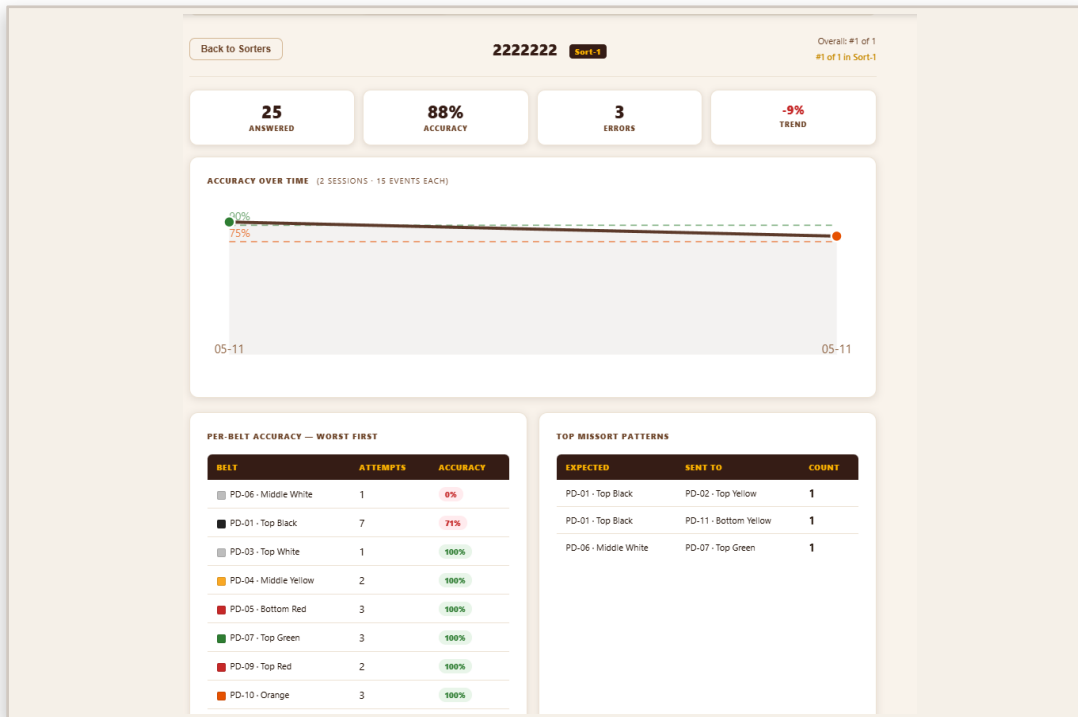 Back to Sorters
2222222 Sort-1
Overall: #1 of 1
#1 of 1 in Sort-1
25
ANSWERED
88%
ACCURACY
3
ERRORS
-9%
TREND
ACCURACY OVER TIME (2 SESSIONS · 15 EVENTS EACH)
90%
75%
05-11 05-11
PER-BELT ACCURACY — WORST FIRST
BELT ATTEMPTS ACCURACY
PD-06 · Middle White 1 0%
PD-01 · Top Black 7 71%
PD-03 · Top White 1 100%
PD-04 · Middle Yellow 2 100%
PD-05 · Bottom Red 3 100%
PD-07 · Top Green 3 100%
PD-09 · Top Red 2 100%
PD-10 · Orange 3 100%
TOP MISSORT PATTERNS
EXPECTED SENT TO COUNT
PD-01 · Top Black PD-02 · Top Yellow 1
PD-01 · Top Black PD-11 · Bottom Yellow 1
PD-06 · Middle White PD-07 · Top Green 1